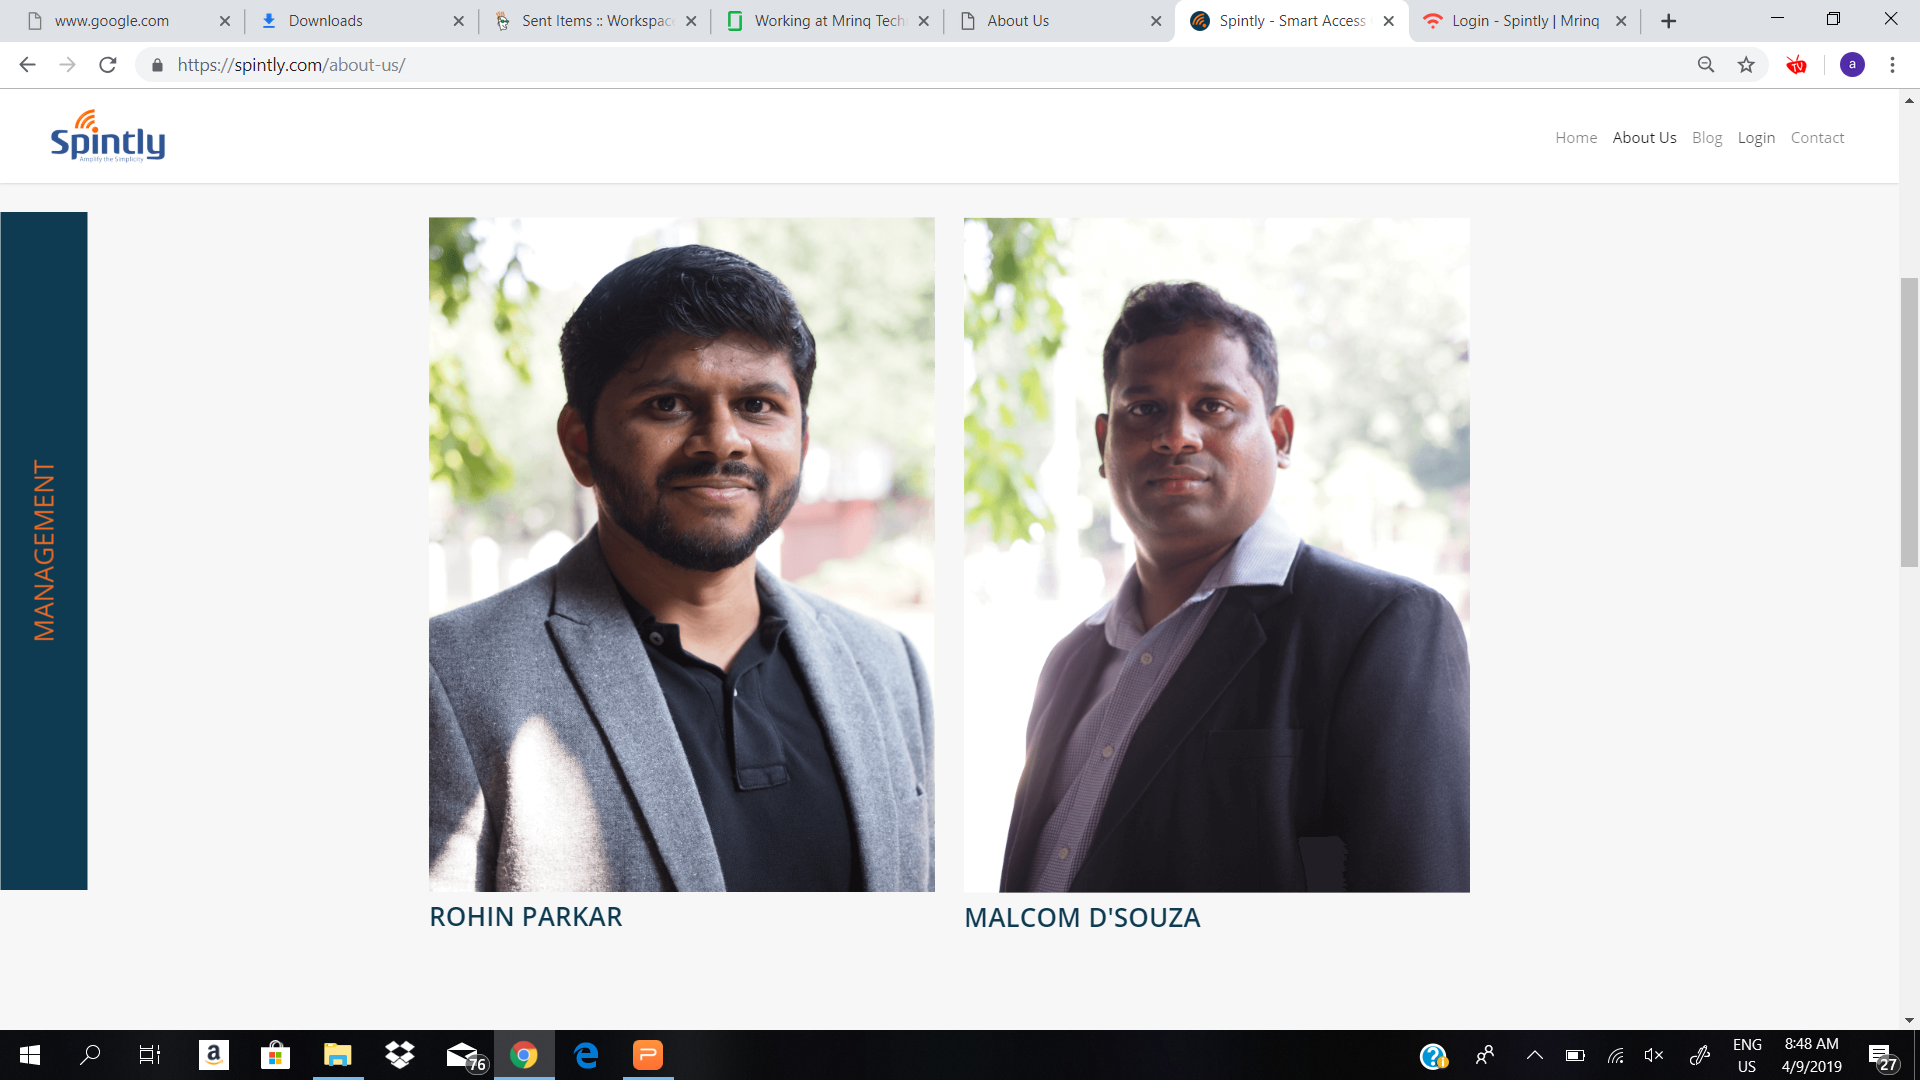 www.google.com
Downloads
Sent Items :: Workspac
Working at Mrinq Tech
About Us
Spintly - Smart Access
Login - Spintly | Mrinq
https://spintly.com/about-us/
TV
a
Spintly
Amplify the Simplicity
Home
About Us
Blog
Login
Contact
MANAGEMENT
ROHIN PARKAR
MALCOM D'SOUZA
a
76
ENG
US
8:48 AM
4/9/2019
27